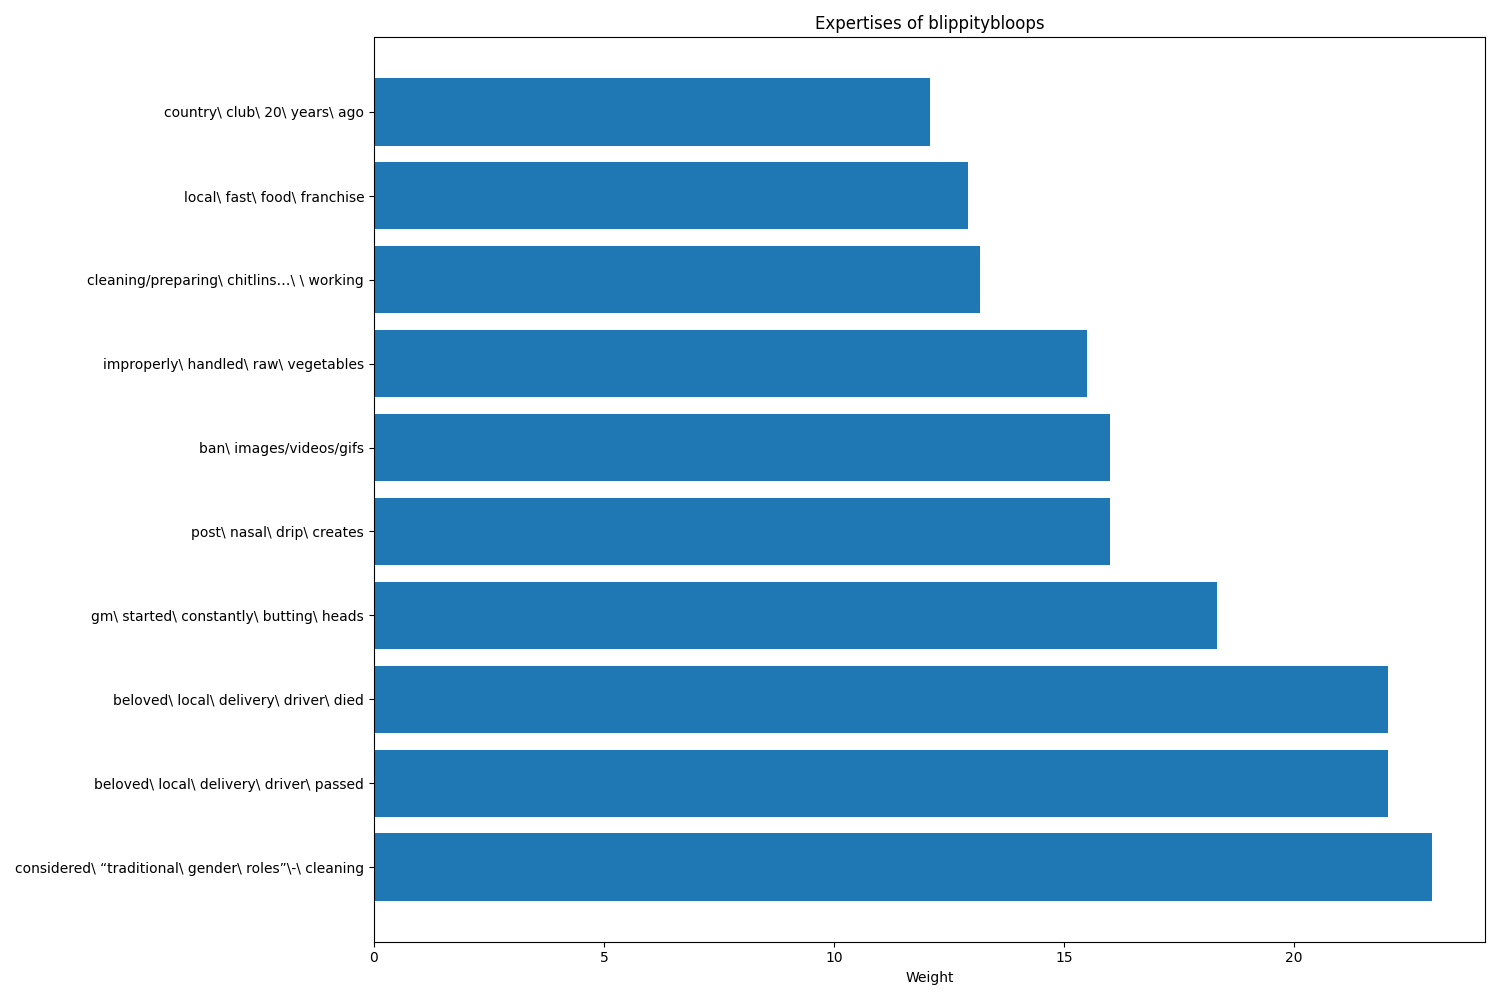 Expertises of blippitybloops
country\ club\ 20\ years\ ago
local\ fast\ food\ franchise
cleaning/preparing\ chitlins…\ \ working
improperly\ handled\ raw\ vegetables
ban\ images/videos/gifs
post\ nasal\ drip\ creates
gm\ started\ constantly\ butting\ heads
beloved\ local\ delivery\ driver\ died
beloved\ local\ delivery\ driver\ passed
considered\ “traditional\ gender\ roles”\-\ cleaning
0 5 10 15 20
Weight